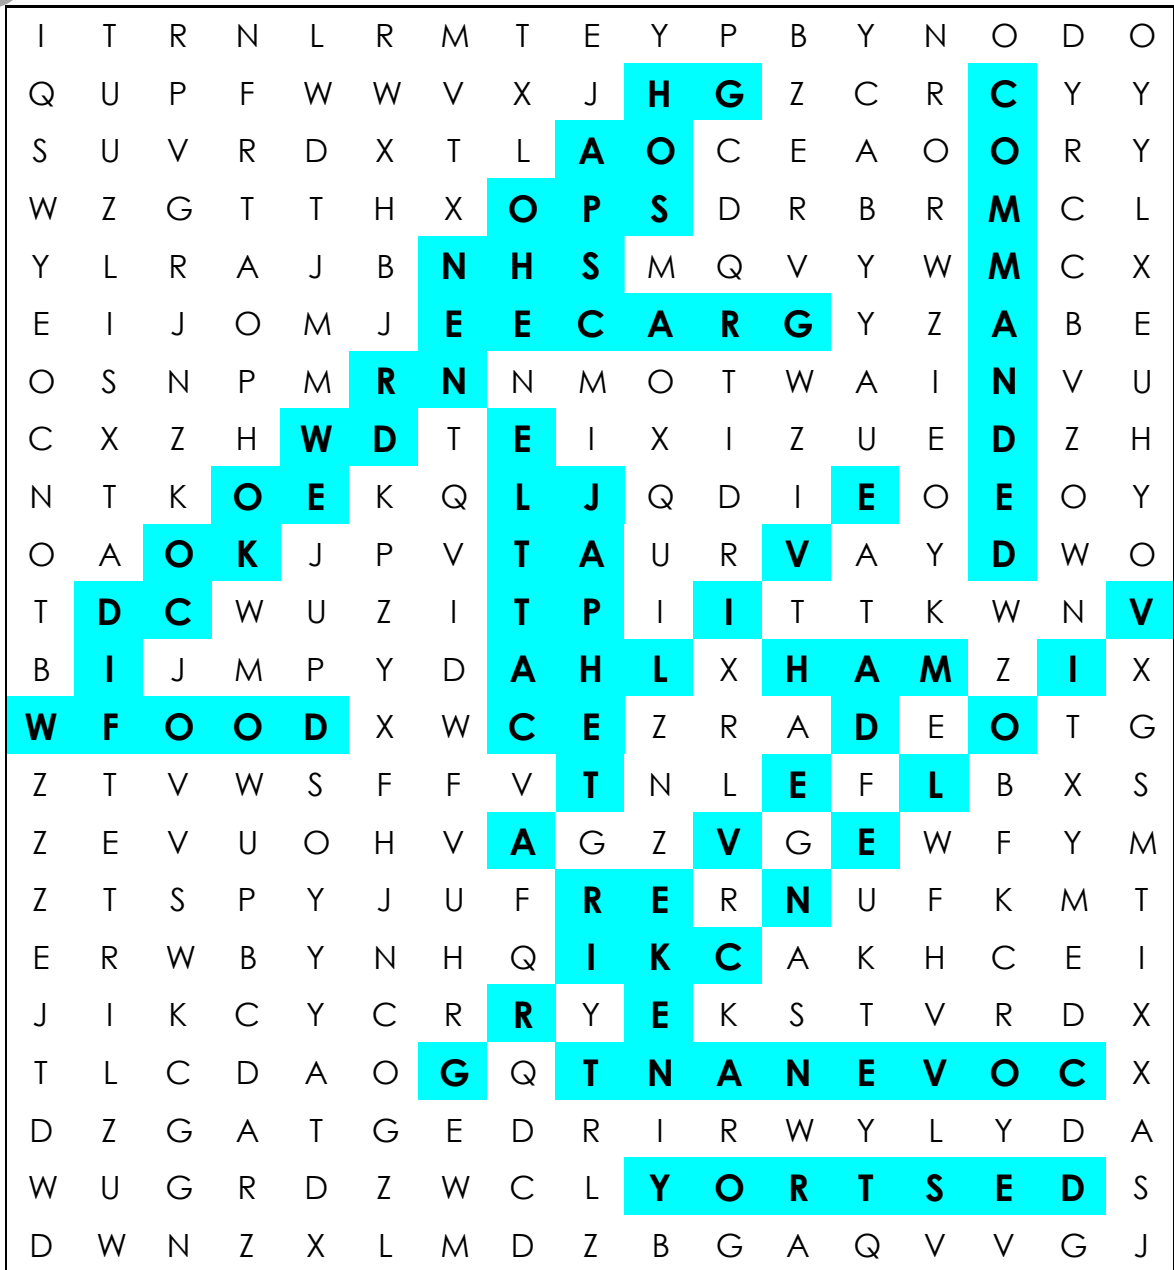 I T R N L R M T E Y P B Y N O D O
Q U P F W W V X J H G Z C R C Y Y
S U V R D X T L A O C E A O O R Y
W Z G T T H X O P S D R B R M C L
Y L R A J B N H S M Q V Y W M C X
E I J O M J E E C A R G Y Z A B E
O S N P M R N N M O T W A I N V U
C X Z H W D T E I X I Z U E D Z H
N T K O E K Q L J Q D I E O E O Y
O A O K J P V T A U R V A Y D W O
T D C W U Z I T P I I T T K W N V
B I J M P Y D A H L X H A M Z I X
W F O O D X W C E Z R A D E O T G
Z T V W S F F V T N L E F L B X S
Z E V U O H V A G Z V G E W F Y M
Z T S P Y J U F R E R N U F K M T
E R W B Y N H Q I K C A K H C E I
J I K C Y C R R Y E K S T V R D X
T L C D A O G Q T N A N E V O C X
D Z G A T G E D R I R W Y L Y D A
W U G R D Z W C L Y O R T S E D S
D W N Z X L M D Z B G A Q V V G J